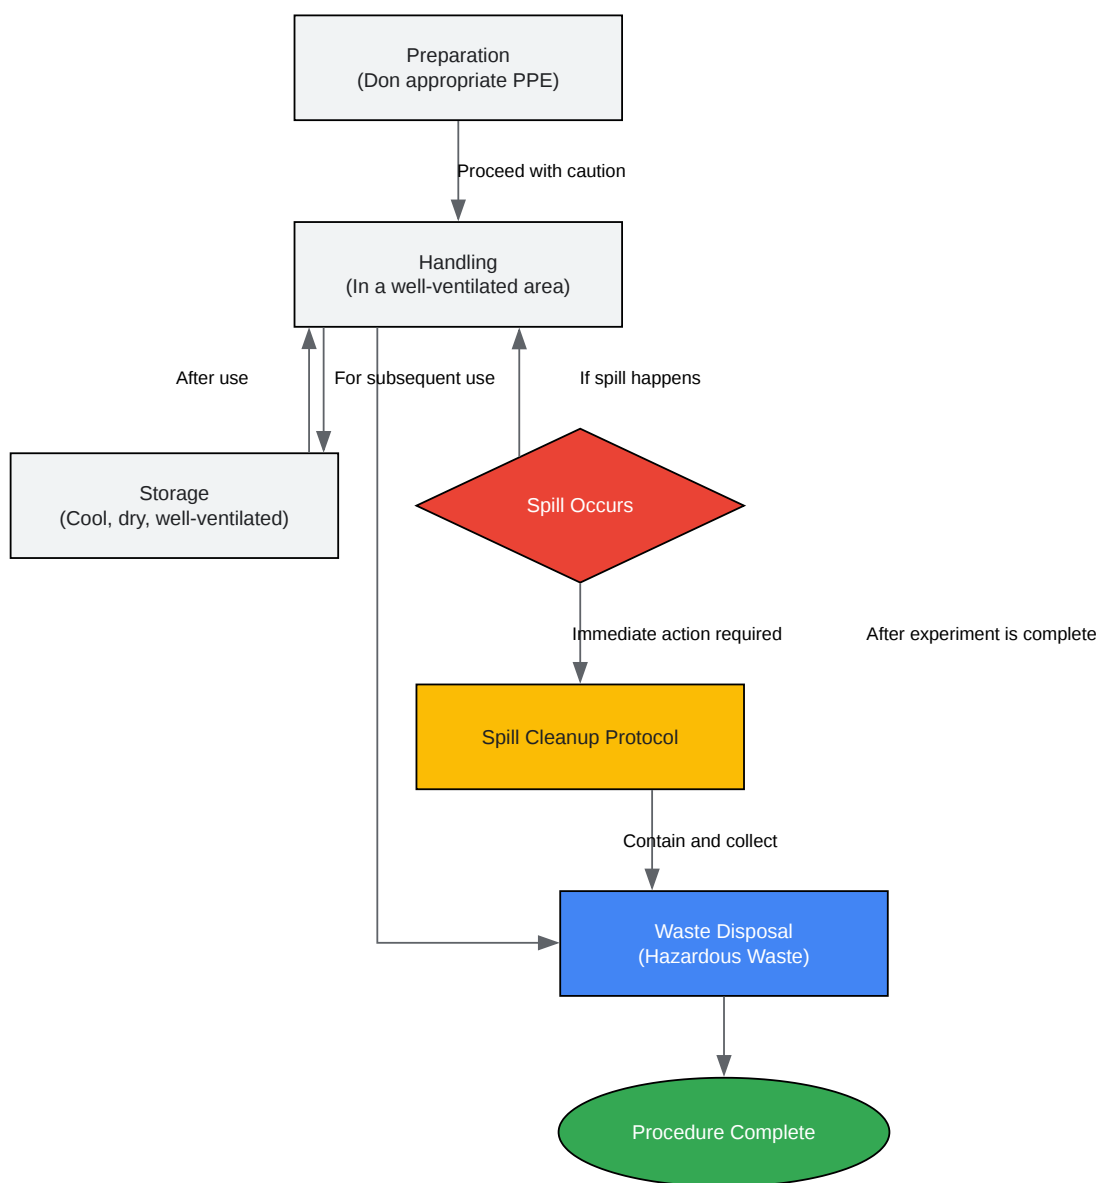 Preparation
(Don appropriate PPE)
Proceed with caution
Handling
(In a well-ventilated area)
After use
For subsequent use
If spill happens
Storage
(Cool, dry, well-ventilated)
Spill Occurs
Immediate action required
After experiment is complete
Spill Cleanup Protocol
Contain and collect
Waste Disposal
(Hazardous Waste)
Procedure Complete